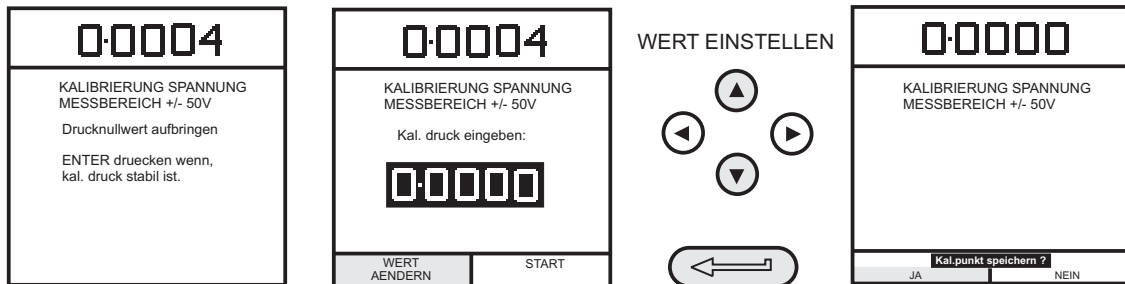 0.0004
KALIBRIERUNG SPANNUNG
MESSBEREICH +/- 50V
Drucknullwert aufbringen
ENTER druecken wenn,
kal. druck stabil ist.
0.0004
KALIBRIERUNG SPANNUNG
MESSBEREICH +/- 50V
Kal. druck eingeben:
0.0000
WERT
AENDERN
START
WERT EINSTELLEN
0.0000
KALIBRIERUNG SPANNUNG
MESSBEREICH +/- 50V
Kal.punkt speichern ?
JA
NEIN